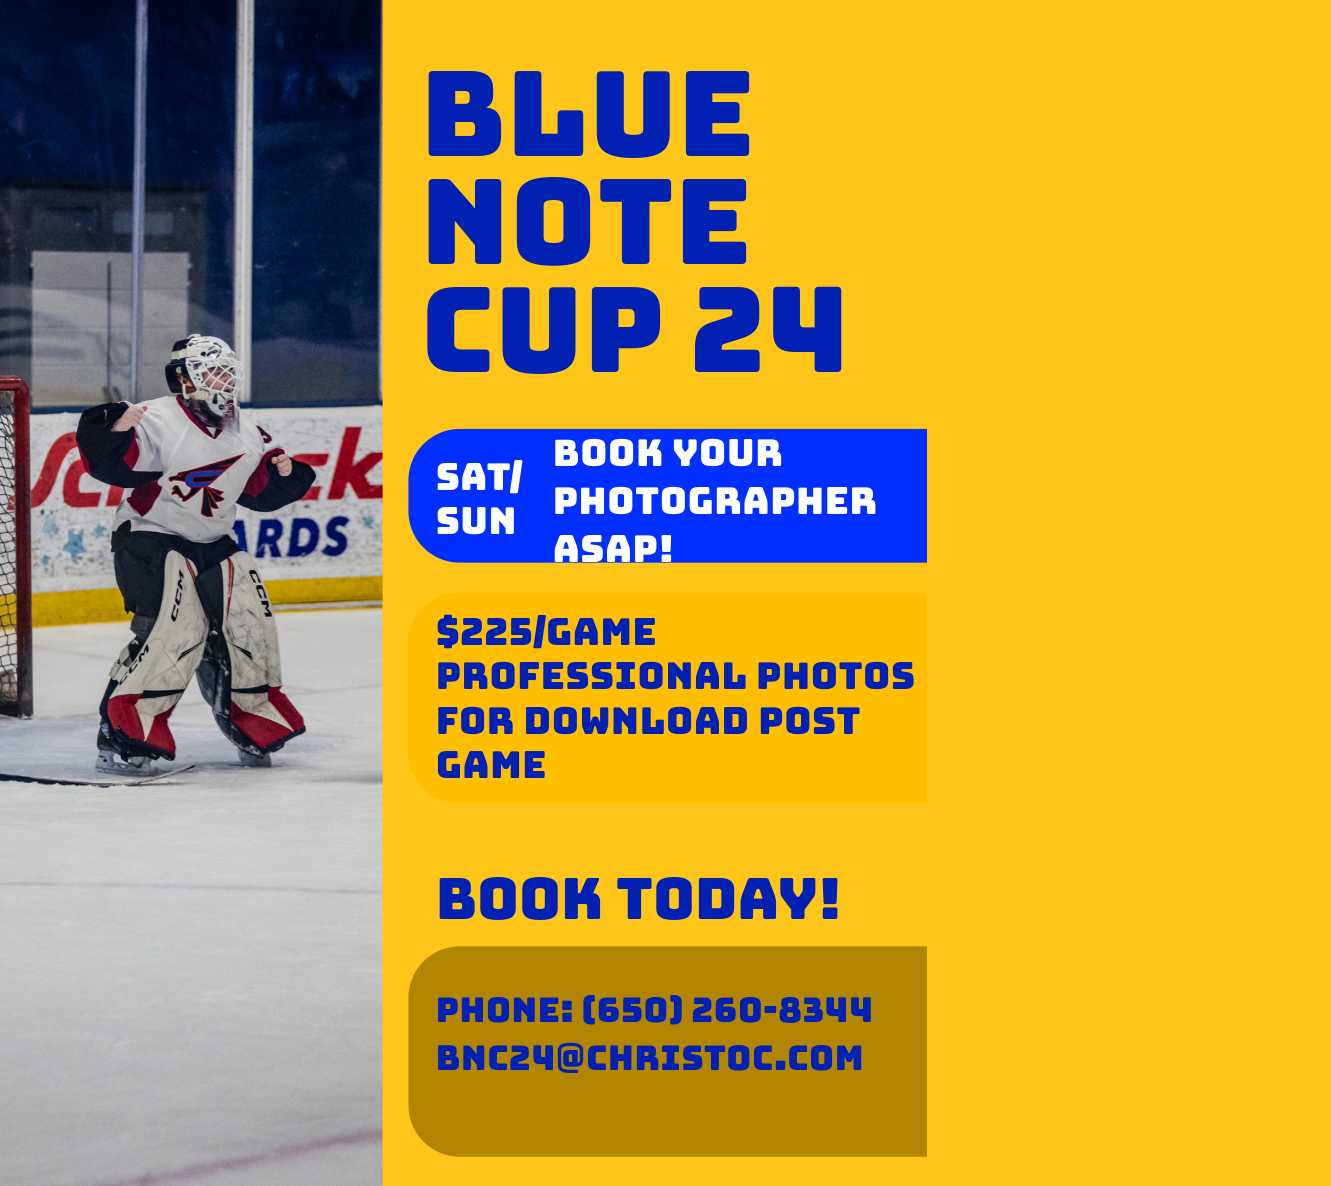 BLUE
NOTE
CUP 24
SAT/
SUN
BOOK YOUR
PHOTOGRAPHER
ASAP!
$225/GAME
PROFESSIONAL PHOTOS
FOR DOWNLOAD POST
GAME
BOOK TODAY!
PHONE: (650) 260-8344
BNC24@CHRISTOC.COM
ARDS
CCM
CCM
CCM